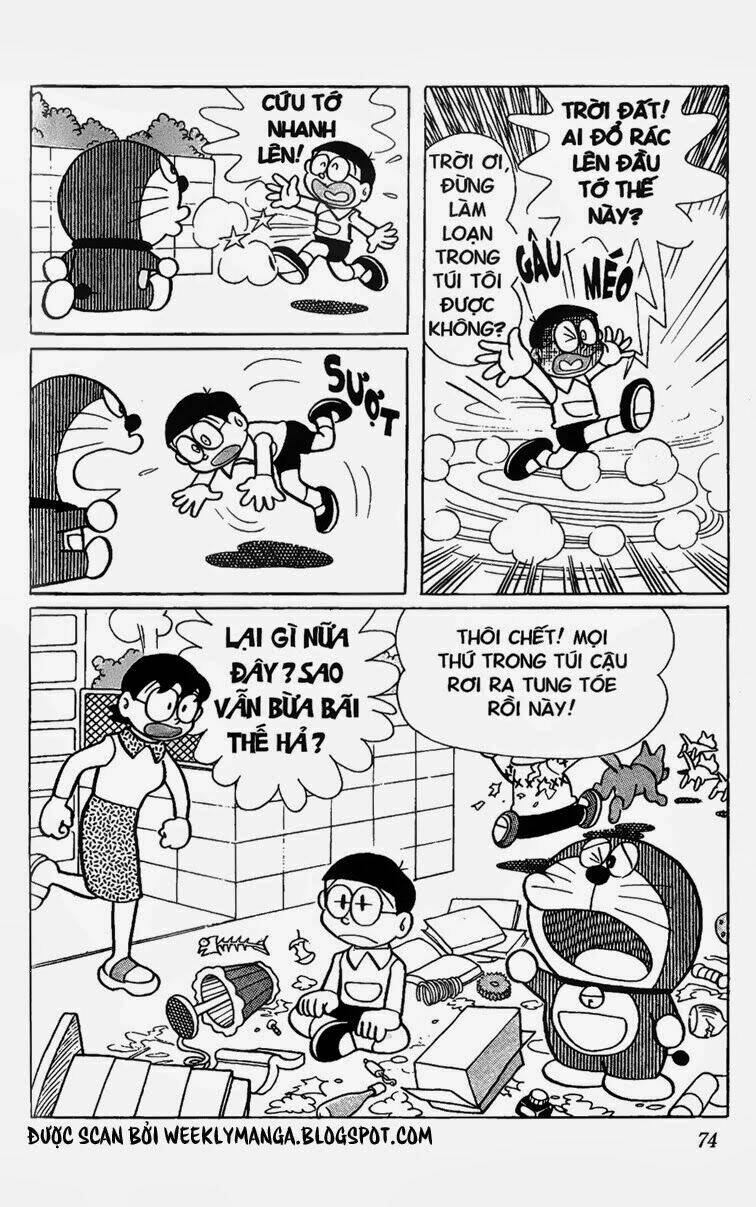 TRỜI ĐẤT!
AI ĐỔ RÁC
LÊN ĐẦU
TỚ THẾ
NÀY?
TRỜI ƠI,
ĐỪNG
LÀM
LOẠN
TRONG
TÚI TÔI
ĐƯỢC
KHÔNG?
MÉO
GÂU
CỨU TỚ
NHANH
LÊN!
SƯỢT
THÔI CHẾT! MỌI
THỨ TRONG TÚI CẬU
RƠI RA TUNG TÓE
RỒI NÀY!
LẠI GÌ NỮA
ĐÂY? SAO
VẪN BỪA BÃI
THẾ HẢ?
ĐƯỢC SCAN BỞI WEEKLYMANGA.BLOGSPOT.COM
74